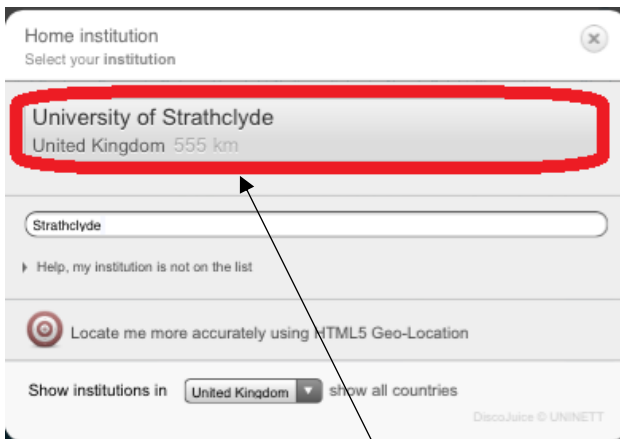 Home institution
Select your institution
University of Strathclyde
United Kingdom 555 km
Strathclyde
Help, my institution is not on the list
Locate me more accurately using HTML5 Geo-Location
Show institutions in United Kingdom show all countries
DiscoJuice © UNINETT